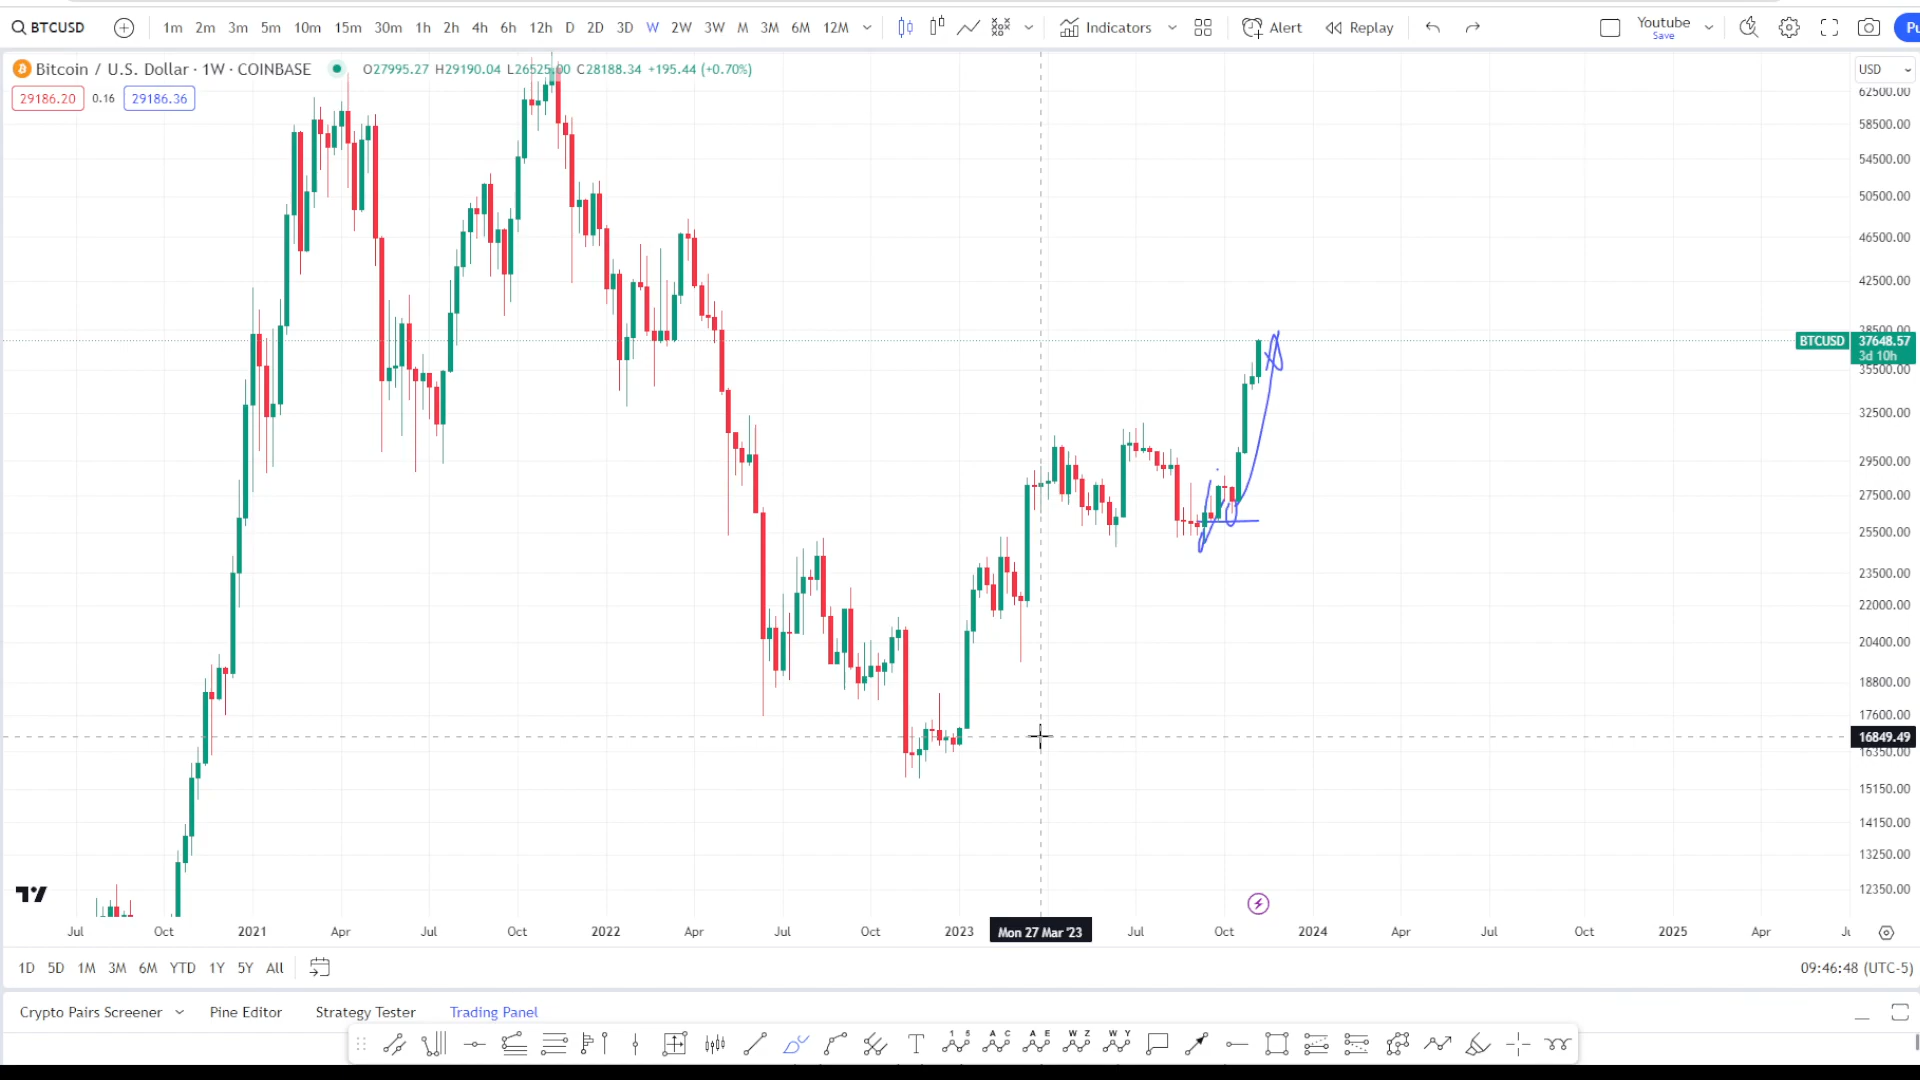 BTCUSD 1m 2m 3m 5m 10m 15m 30m 1h 2h 4h 6h 12h D 2D 3D W 2W 3W M 3M 6M 12M Indicators Alert Replay Youtube
Save
Bitcoin / U.S. Dollar · 1W · COINBASE O27995.27 H29190.04 L26525.00 C28188.34 +195.44 (+0.70%) USD
29186.20 0.16 29186.36
62500.00
58500.00
54500.00
50500.00
46500.00
42500.00
38500.00
BTCUSD 37648.57
3d 10h
35500.00
32500.00
29500.00
27500.00
25500.00
23500.00
22000.00
20400.00
18800.00
17600.00
16849.49
16350.00
15150.00
14150.00
13250.00
12350.00
Jul Oct 2021 Apr Jul Oct 2022 Apr Jul Oct 2023 Mon 27 Mar '23 Jul Oct 2024 Apr Jul Oct 2025 Apr
1D 5D 1M 3M 6M YTD 1Y 5Y All 09:46:48 (UTC-5)
Crypto Pairs Screener Pine Editor Strategy Tester Trading Panel
T 1 5 A C A E W Z W Y